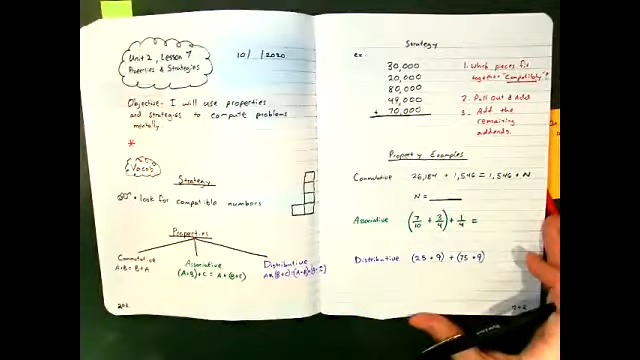 Unit 2, Lesson 7
Properties & Strategies
10/ /2020
Objective - I will use properties
and strategies to compute problems
mentally
*
Vocab
Strategy
• look for compatible numbers
Properties
Commutative
A+B = B+A
Associative
(A+B)+C = A+(B+C)
Distributive
Strategy
ex
30,000
20,000
80,000
49,000
+ 70,000
1. Which pieces fit
together "Compatibly"?
2. Pull out & Add
3. Add the
remaining
addends.
Property Examples
Commutative 26,184 + 1,546 = 1,546 + N
N = ____
Associative (7/10 + 3/4) + 1/4 =
Distributive (25 · 9) + (75 · 9)